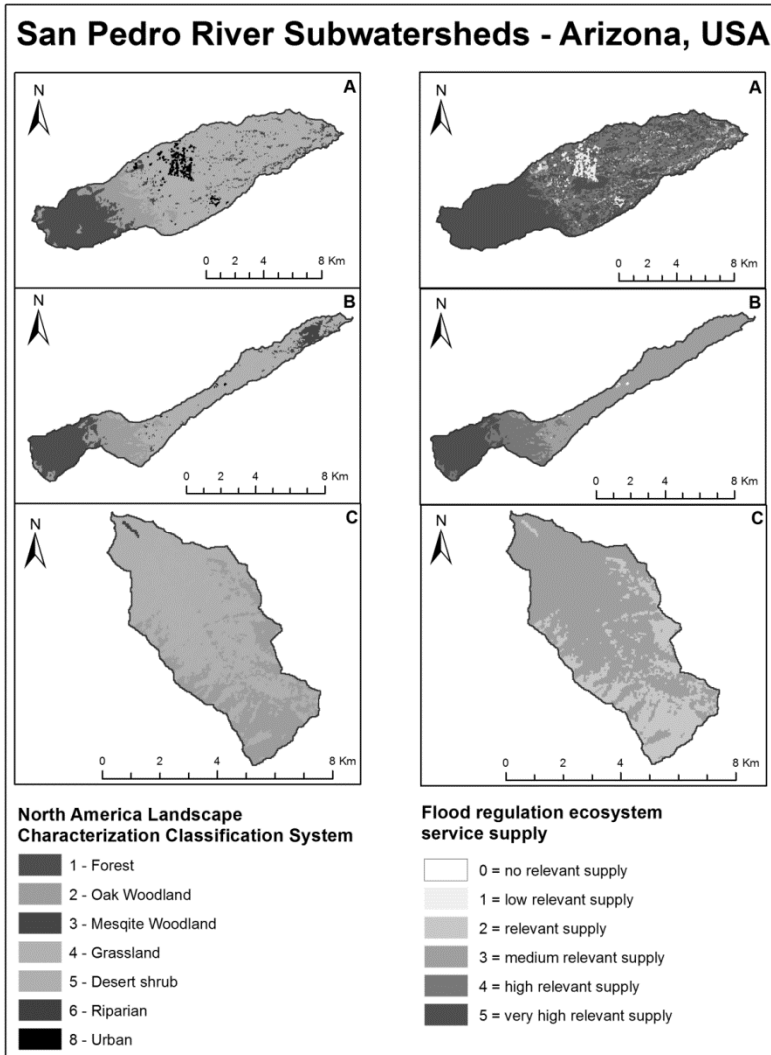 San Pedro River Subwatersheds - Arizona, USA
A
N
0 2 4 8 Km
A
N
0 2 4 8 Km
B
N
0 2 4 8 Km
B
N
0 2 4 8 Km
C
N
0 2 4 8 Km
C
N
0 2 4 8 Km
North America Landscape
Characterization Classification System
1 - Forest
2 - Oak Woodland
3 - Mesqite Woodland
4 - Grassland
5 - Desert shrub
6 - Riparian
8 - Urban
Flood regulation ecosystem
service supply
0 = no relevant supply
1 = low relevant supply
2 = relevant supply
3 = medium relevant supply
4 = high relevant supply
5 = very high relevant supply